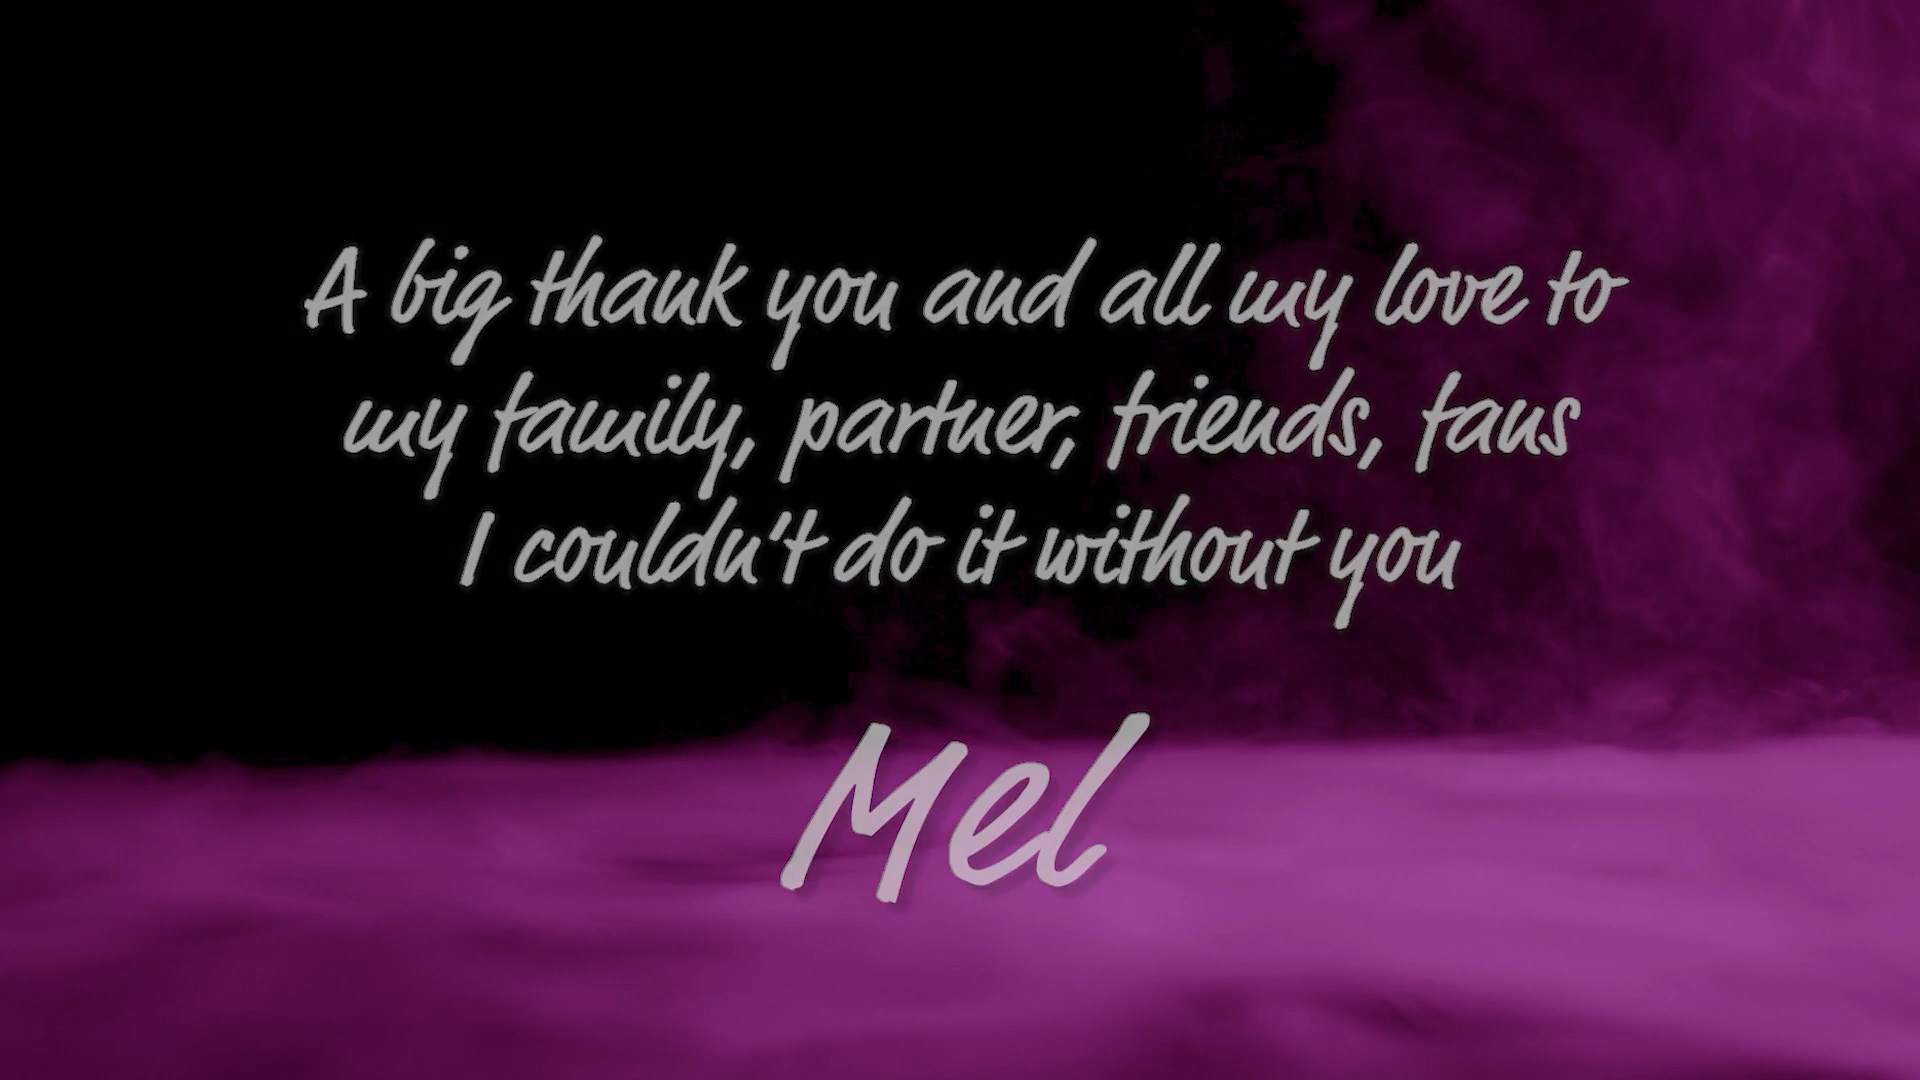 A big thank you and all my love to
my family, partner, friends, fans
I couldn't do it without you
Mel